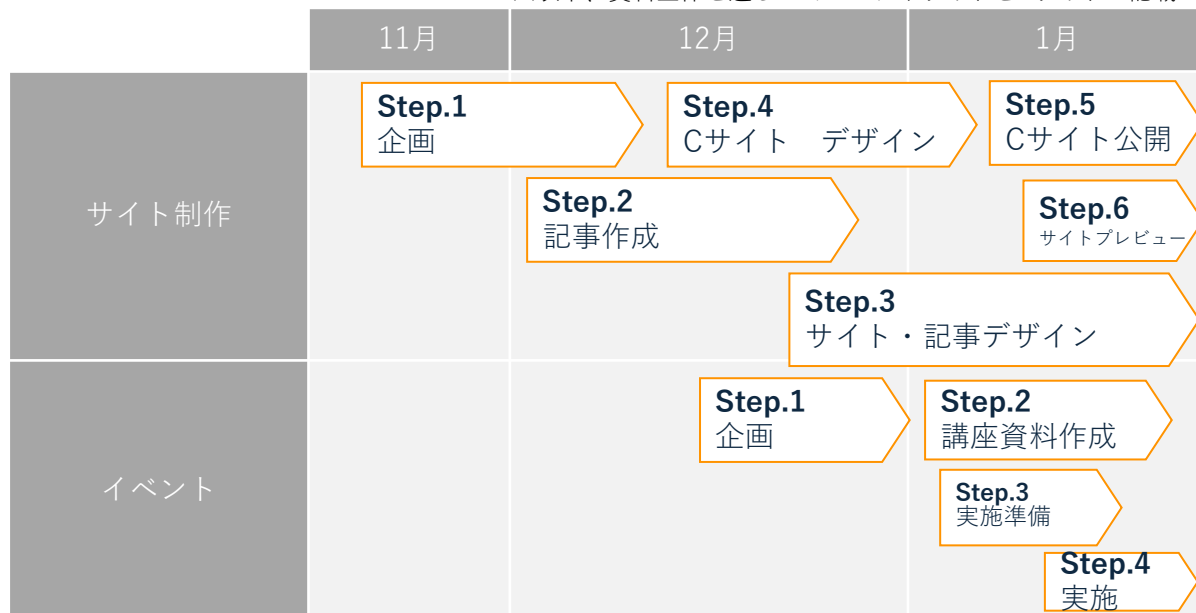 11月
12月
1月
サイト制作
Step.1
企画
Step.4
Cサイト　デザイン
Step.5
Cサイト公開
Step.2
記事作成
Step.6
サイトプレビュー
Step.3
サイト・記事デザイン
イベント
Step.1
企画
Step.2
講座資料作成
Step.3
実施準備
Step.4
実施